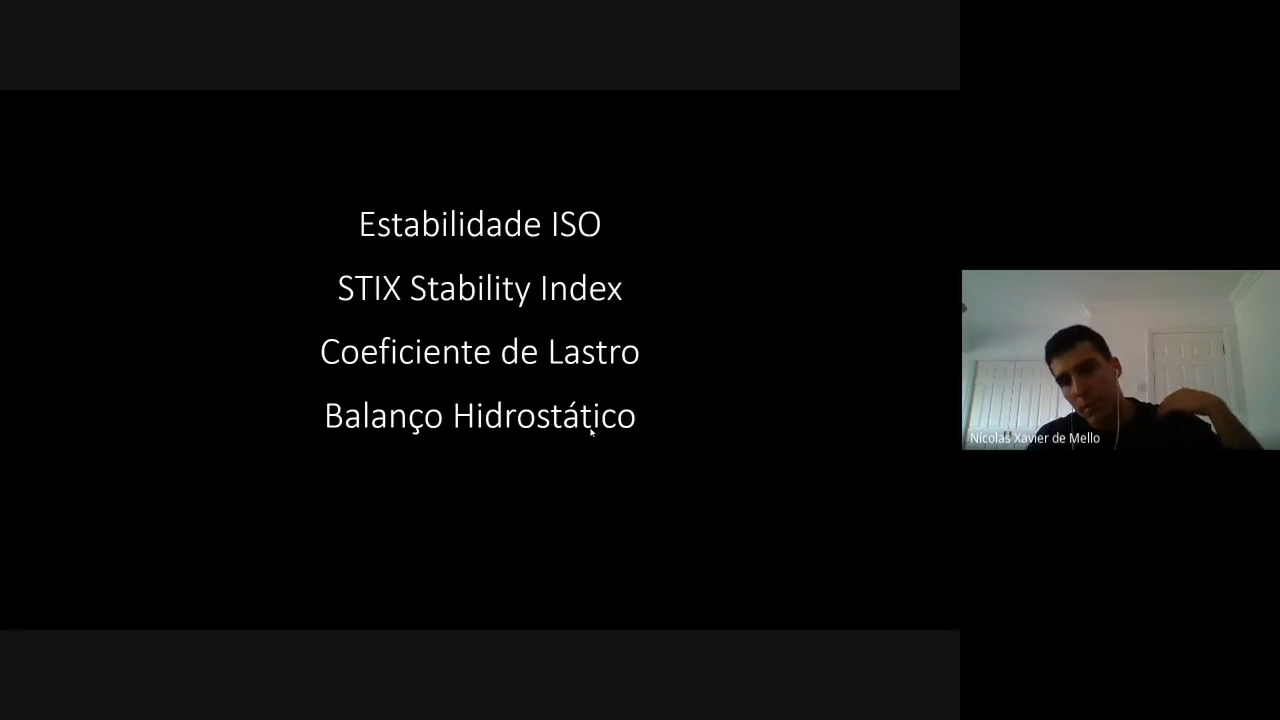 Estabilidade ISO
STIX Stability Index
Coeficiente de Lastro
Balanço Hidrostático
Nicolas Xavier de Mello